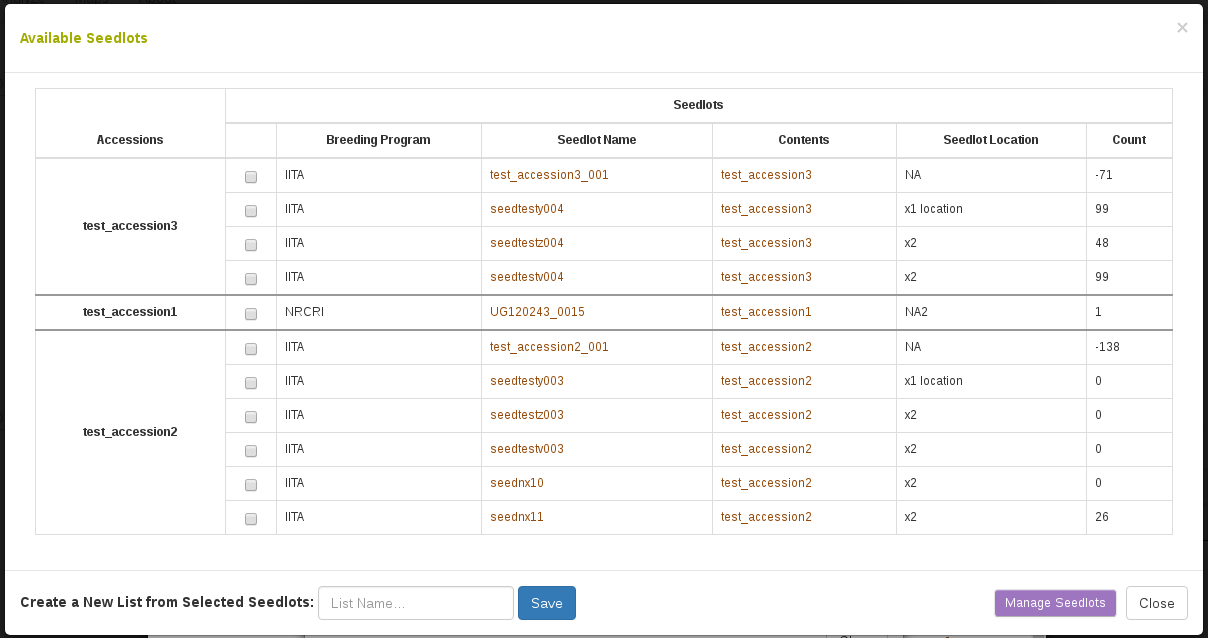 Available Seedlots ×
Seedlots
Accessions Breeding Program Seedlot Name Contents Seedlot Location Count
test_accession3
IITA test_accession3_001 test_accession3 NA -71
IITA seedtesty004 test_accession3 x1 location 99
IITA seedtestz004 test_accession3 x2 48
IITA seedtestv004 test_accession3 x2 99
test_accession1 NRCRI UG120243_0015 test_accession1 NA2 1
test_accession2
IITA test_accession2_001 test_accession2 NA -138
IITA seedtesty003 test_accession2 x1 location 0
IITA seedtestz003 test_accession2 x2 0
IITA seedtestv003 test_accession2 x2 0
IITA seednx10 test_accession2 x2 0
IITA seednx11 test_accession2 x2 26
Create a New List from Selected Seedlots: List Name... Save Manage Seedlots Close